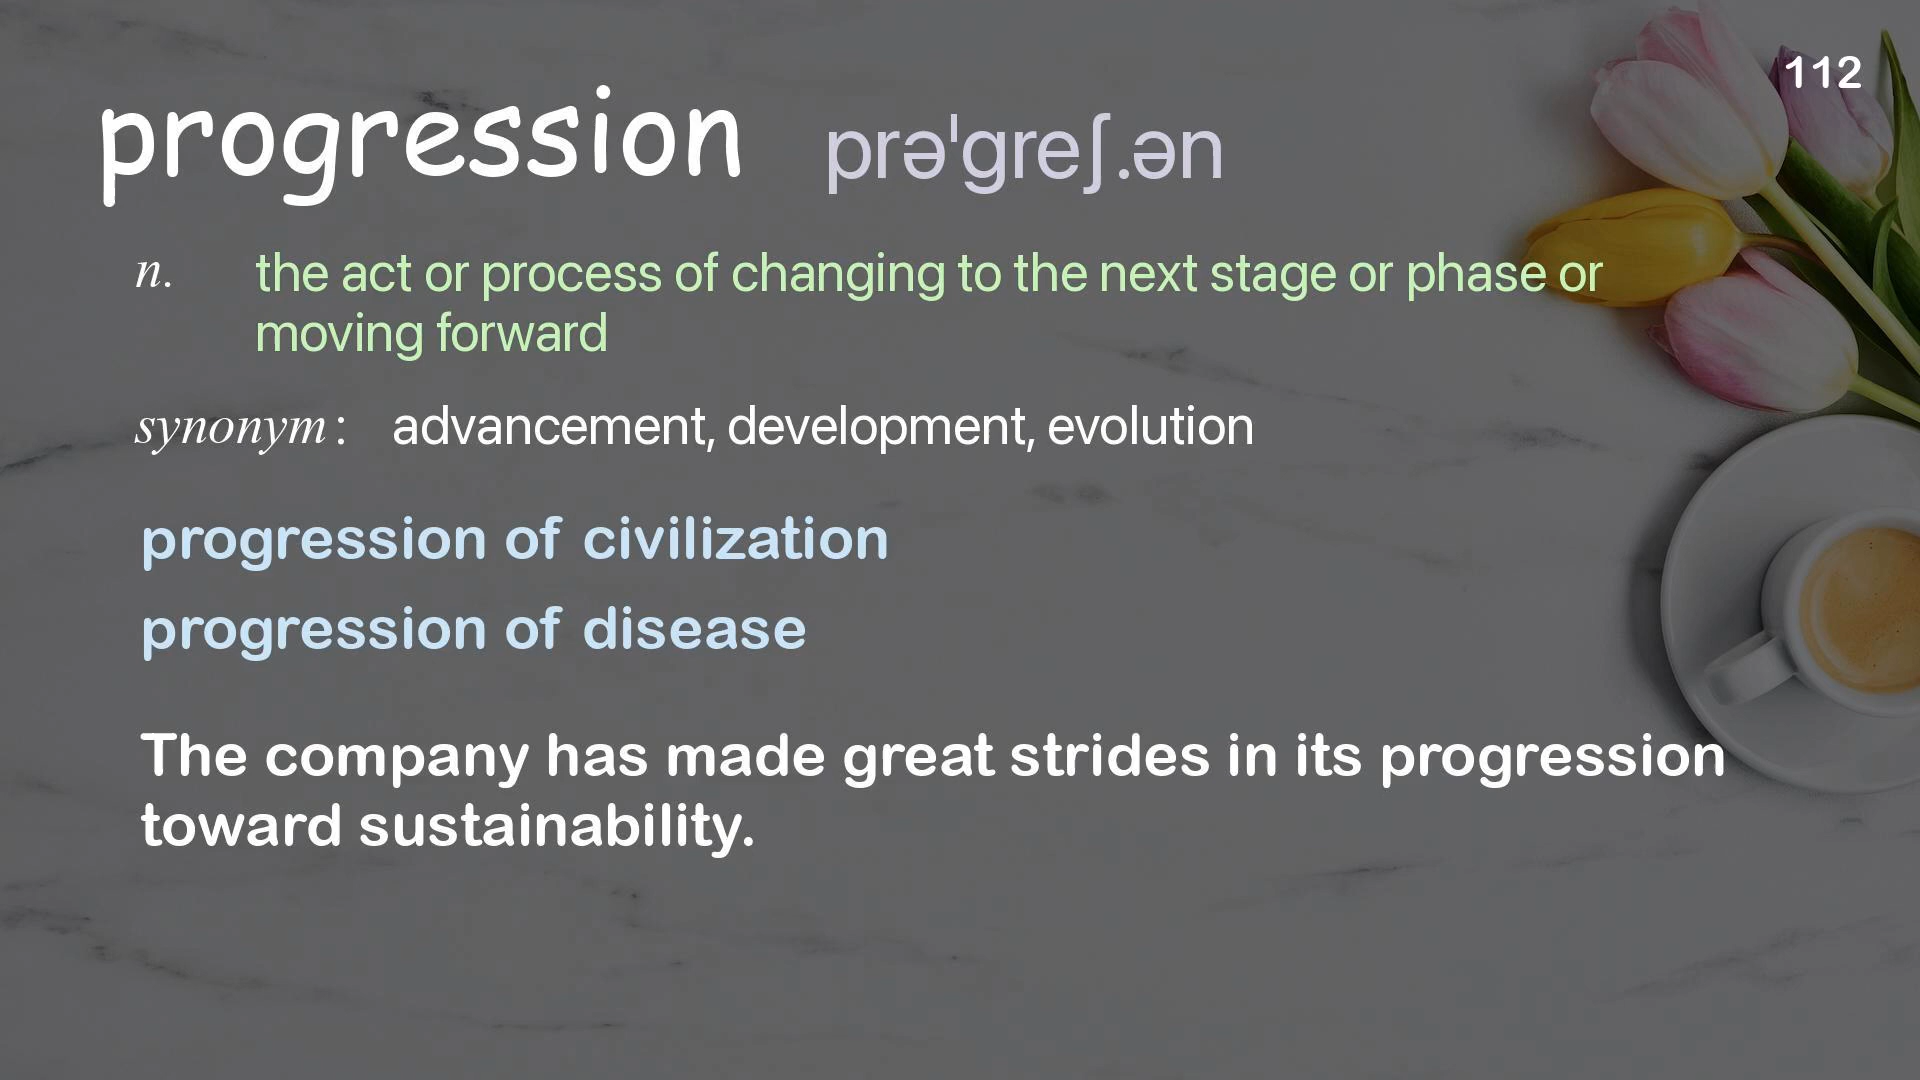 112
progression prəˈɡreʃ.ən
n. the act or process of changing to the next stage or phase or
moving forward
synonym: advancement, development, evolution
progression of civilization
progression of disease
The company has made great strides in its progression
toward sustainability.